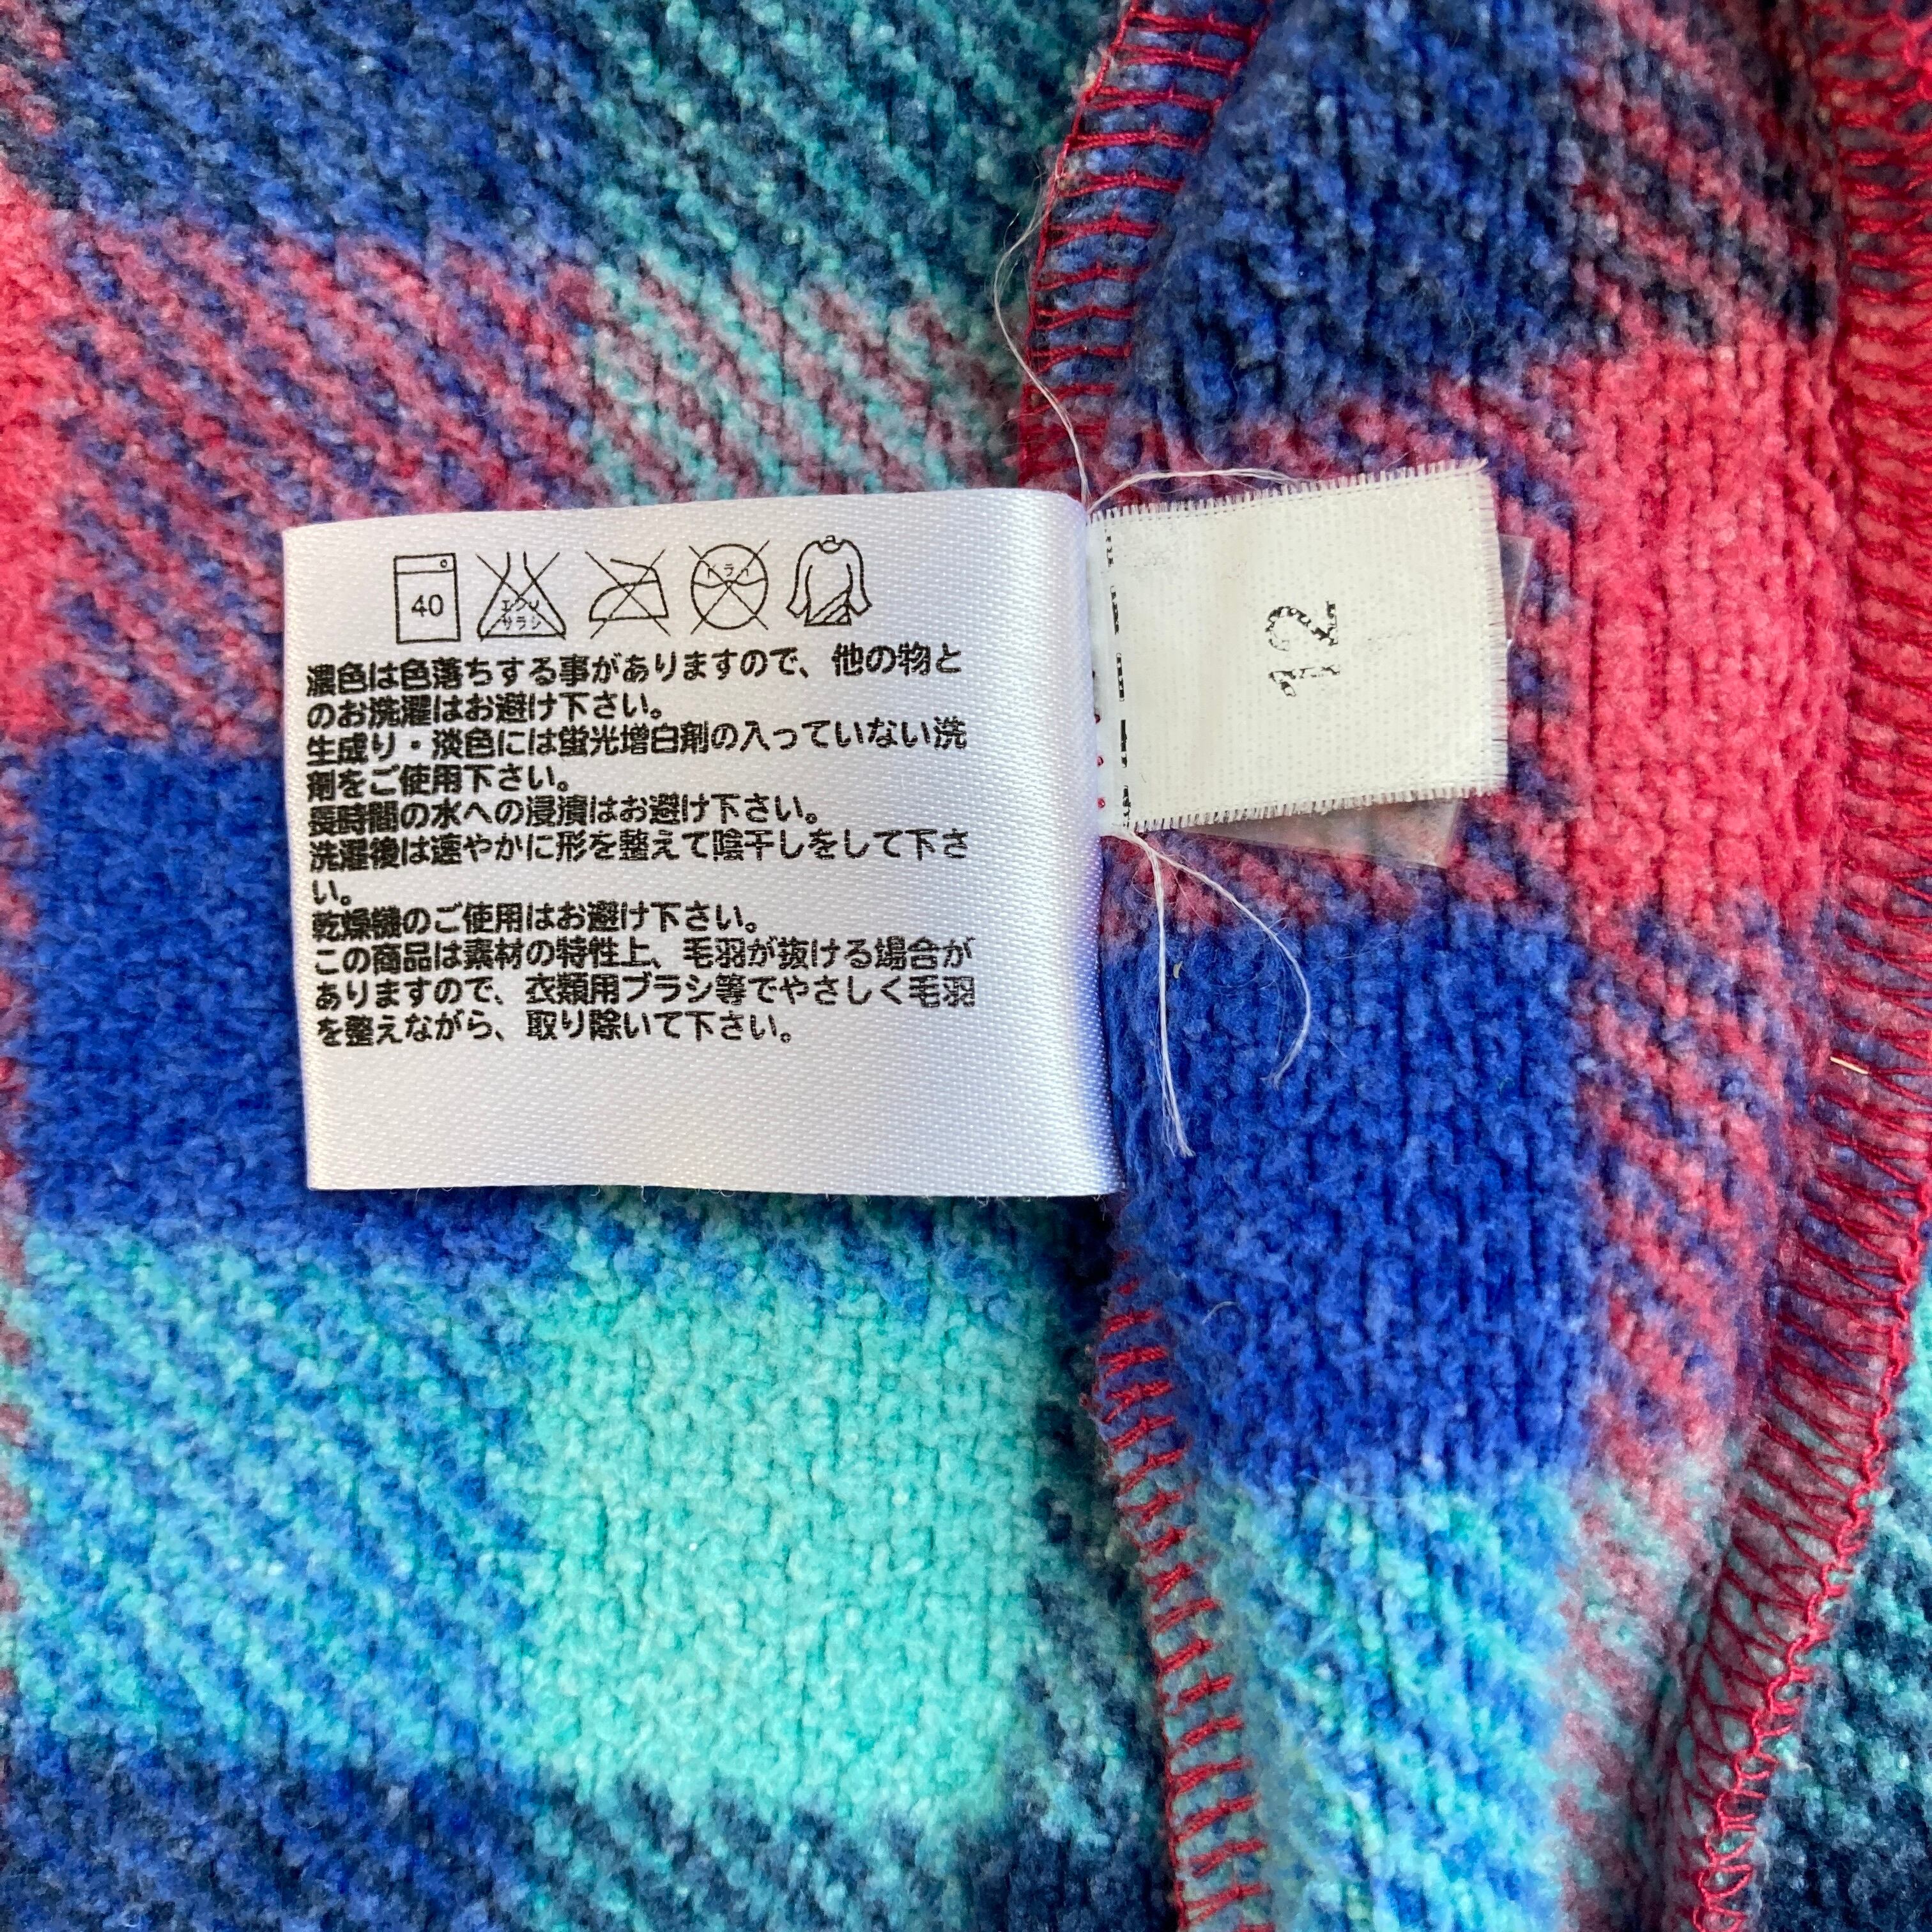 40
エンソ
サラシ
ドライ
濃色は色落ちする事がありますので、他の物と
のお洗濯はお避け下さい。
生成り・淡色には蛍光増白剤の入っていない洗
剤をご使用下さい。
長時間の水への浸漬はお避け下さい。
洗濯後は速やかに形を整えて陰干しをして下さ
い。
乾燥機のご使用はお避け下さい。
この商品は素材の特性上、毛羽が抜ける場合が
ありますので、衣類用ブラシ等でやさしく毛羽
を整えながら、取り除いて下さい。
12